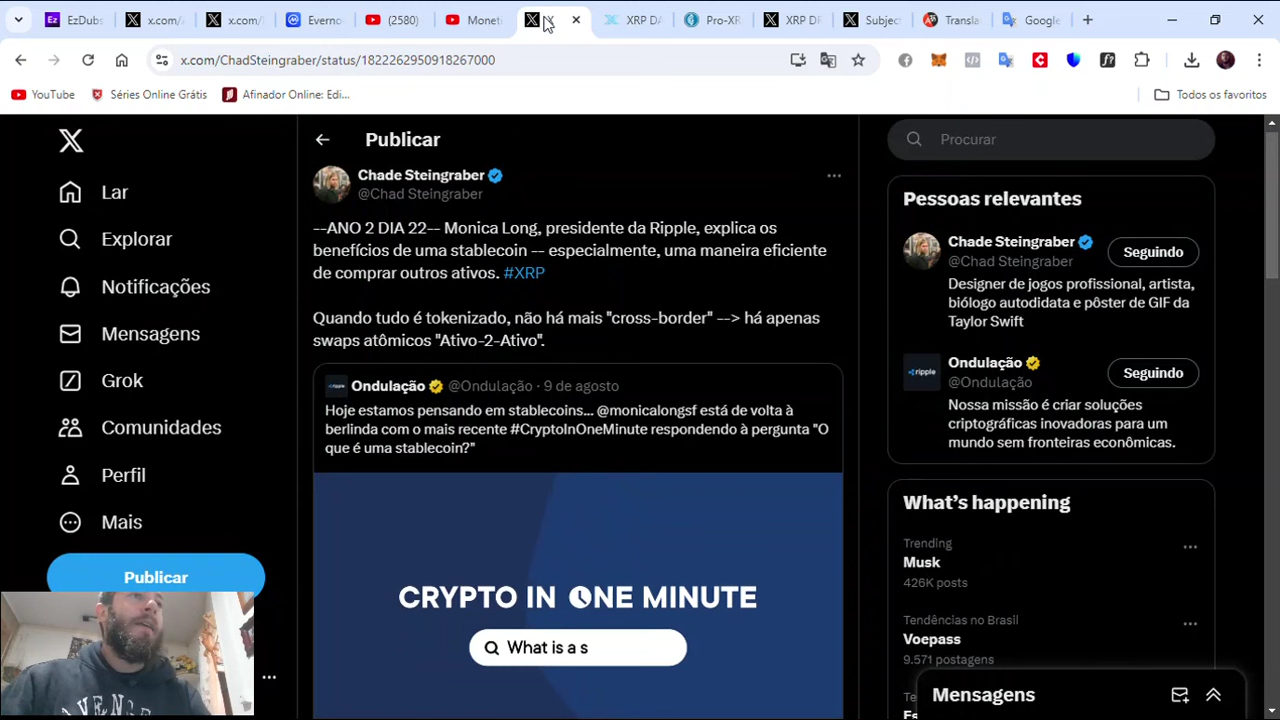 EzDubs
x.com/
x.com/
Everno
(2580)
Moneti
XRP DA
Pro-XR
XRP DR
Subject
Transla
Google
x.com/ChadSteingraber/status/1822262950918267000
YouTube
Séries Online Grátis
Afinador Online: Edi...
Todos os favoritos
Lar
Explorar
Notificações
Mensagens
Grok
Comunidades
Perfil
Mais
Publicar
Publicar
Chade Steingraber
@Chad Steingraber
--ANO 2 DIA 22-- Monica Long, presidente da Ripple, explica os
benefícios de uma stablecoin -- especialmente, uma maneira eficiente
de comprar outros ativos. #XRP
Quando tudo é tokenizado, não há mais "cross-border" --> há apenas
swaps atômicos "Ativo-2-Ativo".
Ondulação @Ondulação · 9 de agosto
Hoje estamos pensando em stablecoins... @monicalongsf está de volta à
berlinda com o mais recente #CryptoInOneMinute respondendo à pergunta "O
que é uma stablecoin?"
CRYPTO IN ONE MINUTE
What is a s
Procurar
Pessoas relevantes
Chade Steingraber
@Chad Steingraber
Seguindo
Designer de jogos profissional, artista,
biólogo autodidata e pôster de GIF da
Taylor Swift
Ondulação
@Ondulação
Seguindo
ripple
Nossa missão é criar soluções
criptográficas inovadoras para um
mundo sem fronteiras econômicas.
What's happening
Trending
Musk
426K posts
Tendências no Brasil
Voepass
9.571 postagens
Mensagens